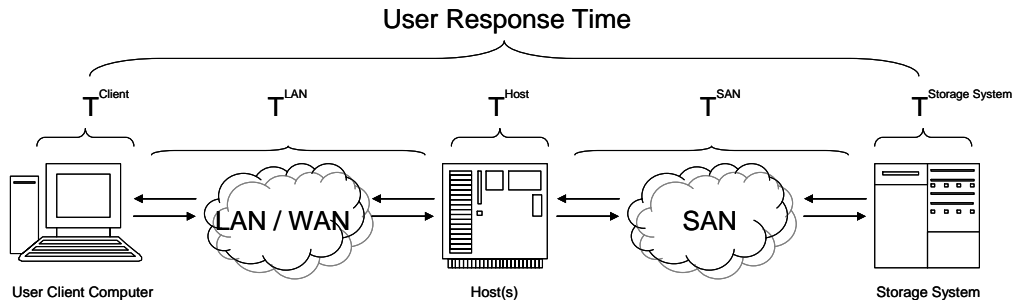 User Response Time
T^Client T^LAN T^Host T^SAN T^Storage System
LAN / WAN SAN
User Client Computer Host(s) Storage System